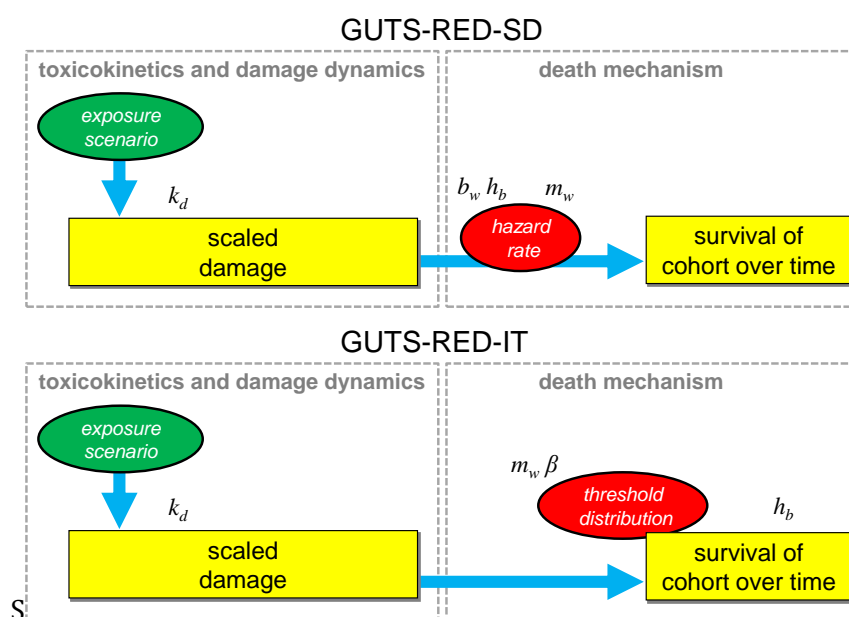 GUTS-RED-SD
toxicokinetics and damage dynamics
death mechanism
exposure
scenario
k_d
b_w h_b m_w
hazard
rate
scaled
damage
survival of
cohort over time
GUTS-RED-IT
toxicokinetics and damage dynamics
death mechanism
exposure
scenario
k_d
m_w β
threshold
distribution
h_b
scaled
damage
survival of
cohort over time
S